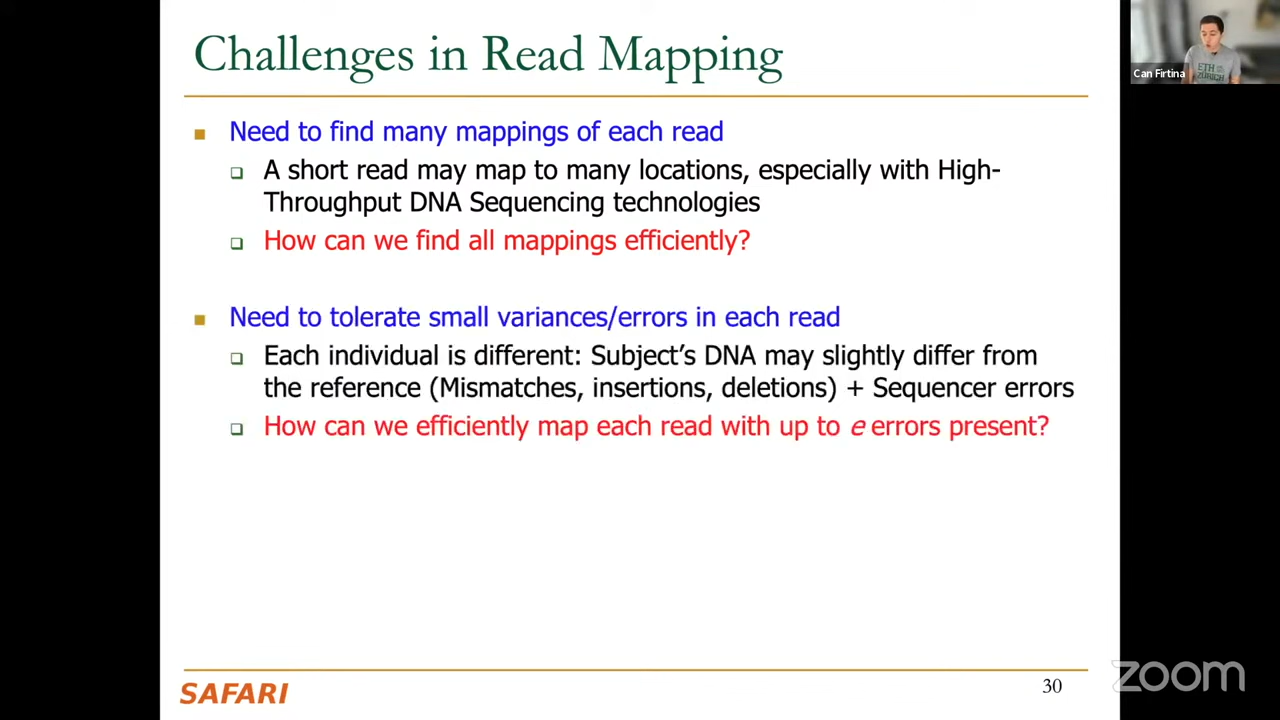 Challenges in Read Mapping
Need to find many mappings of each read
A short read may map to many locations, especially with High-
Throughput DNA Sequencing technologies
How can we find all mappings efficiently?
Need to tolerate small variances/errors in each read
Each individual is different: Subject's DNA may slightly differ from
the reference (Mismatches, insertions, deletions) + Sequencer errors
How can we efficiently map each read with up to e errors present?
SAFARI
30
Can Firtina
ETH
ZÜRICH
zoom